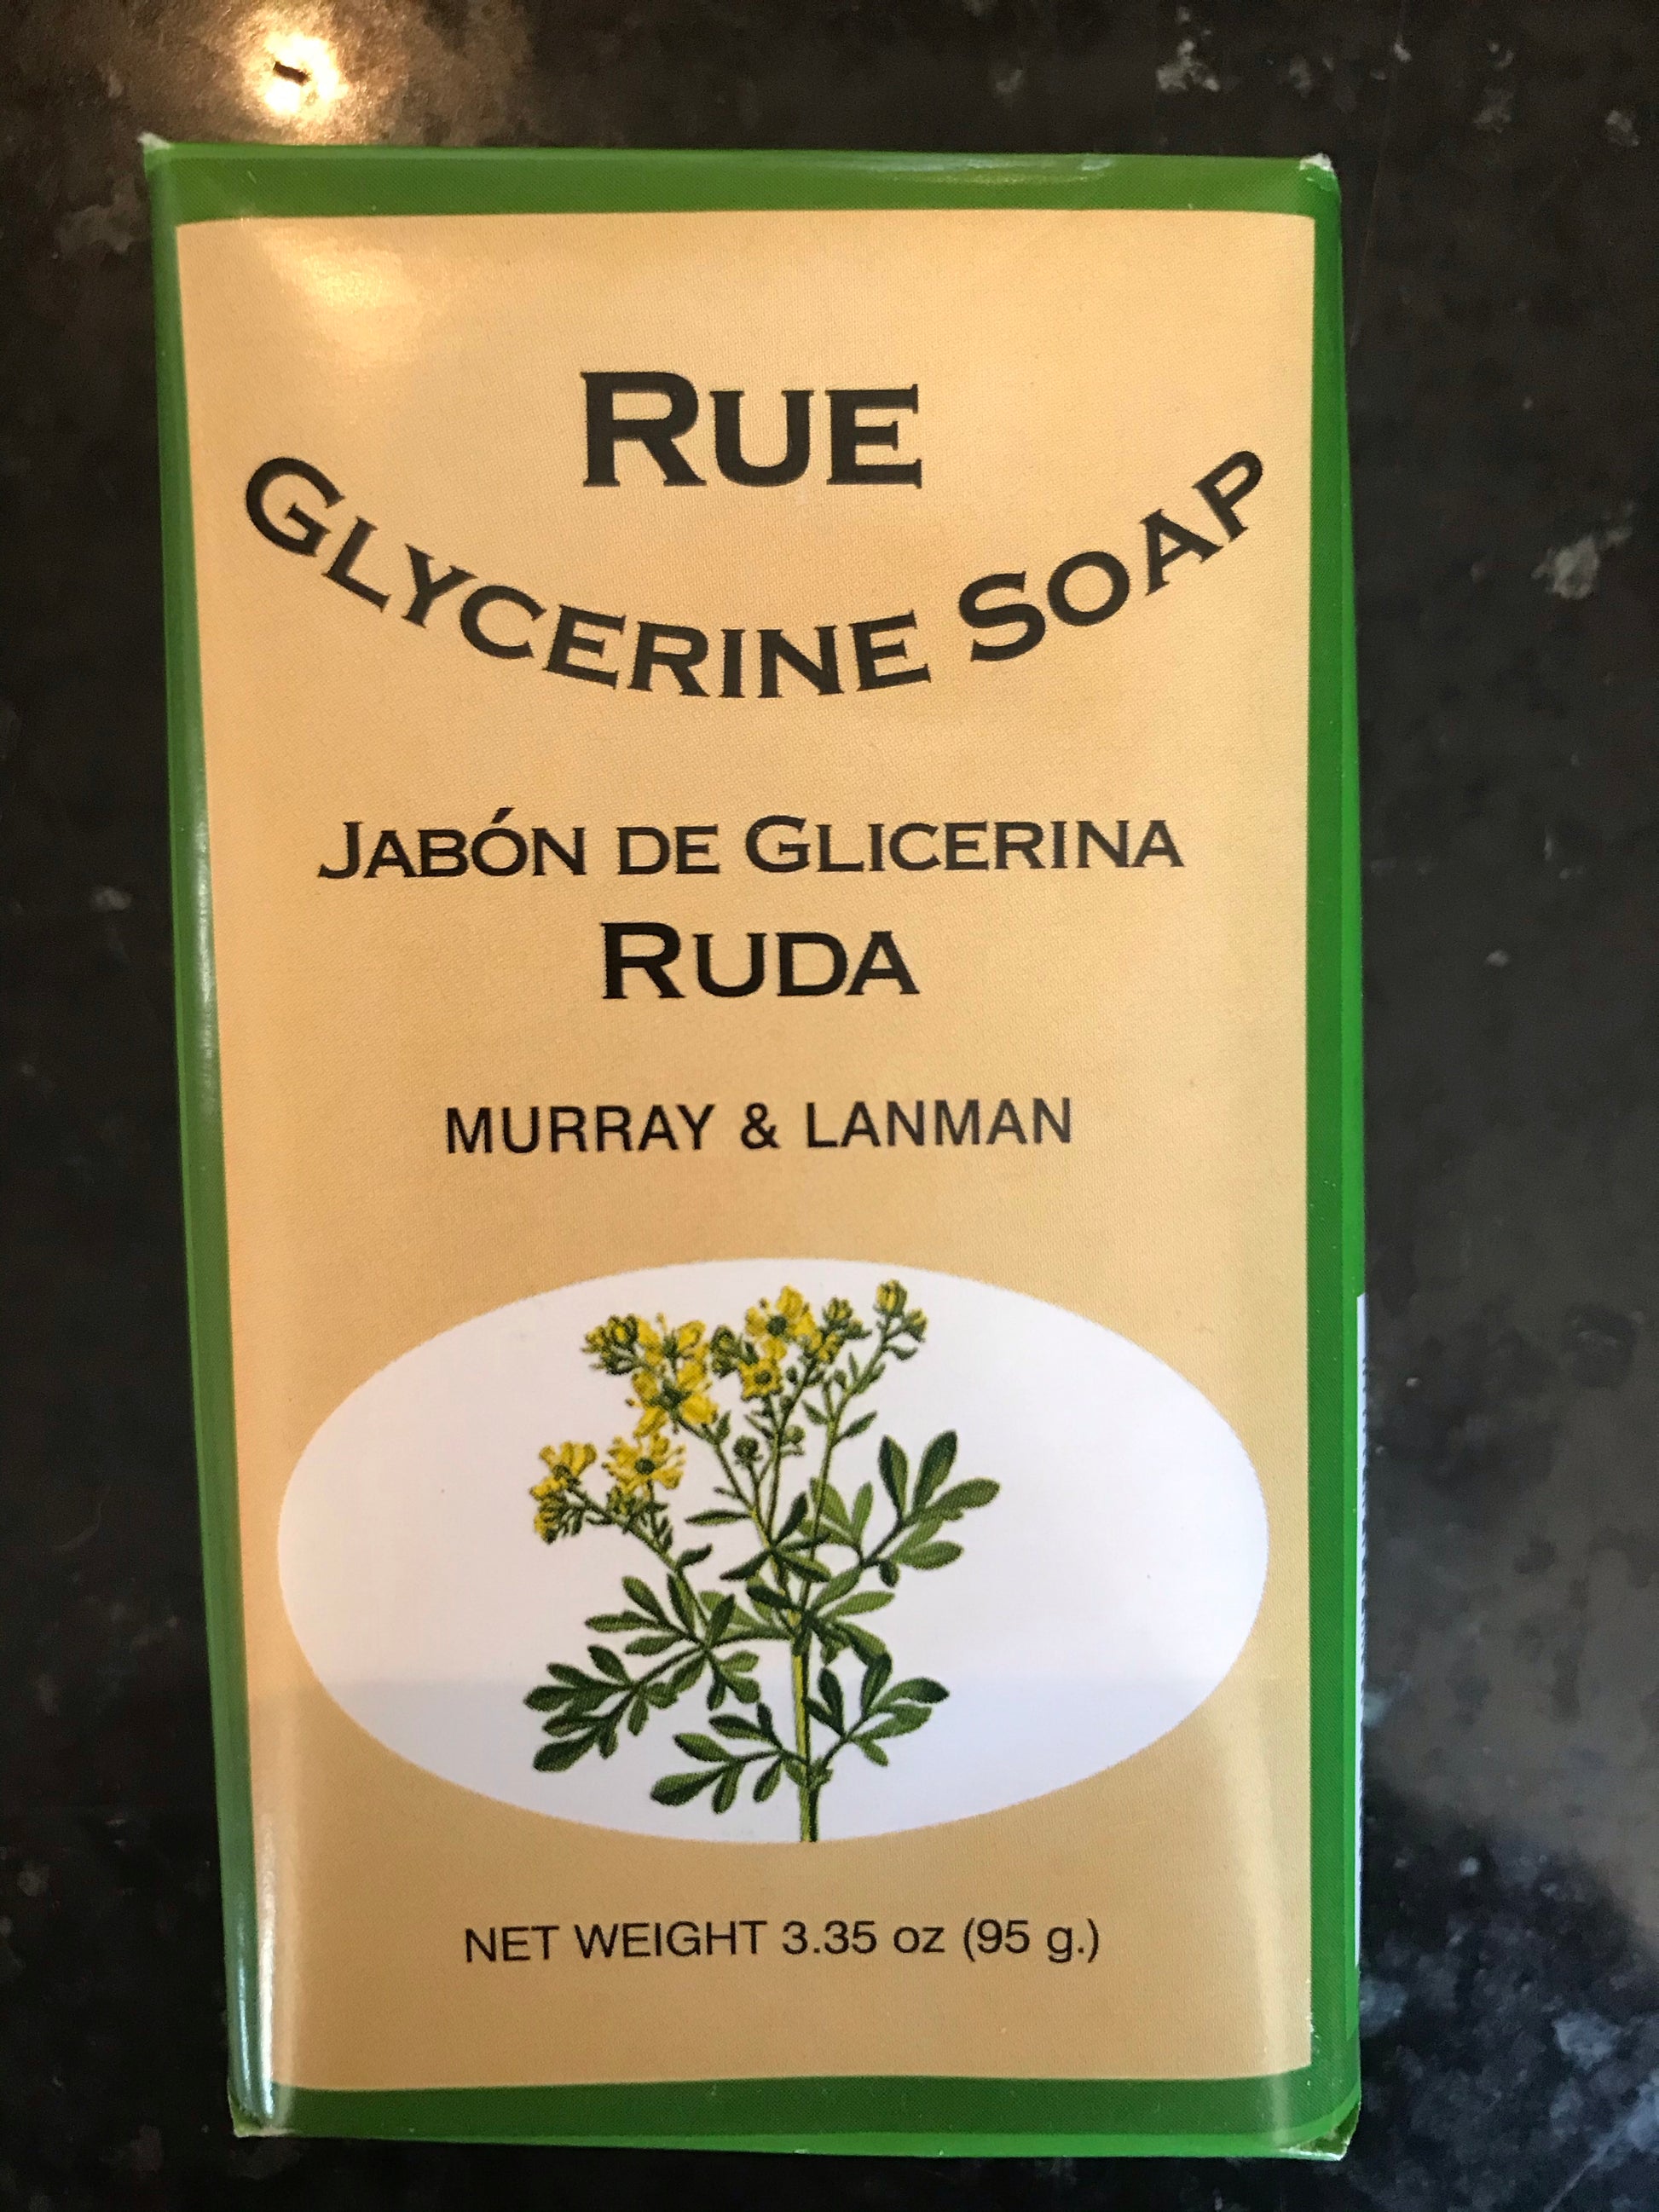 RUE
GLYCERINE SOAP
JABÓN DE GLICERINA
RUDA
MURRAY & LANMAN
NET WEIGHT 3.35 oz (95 g.)